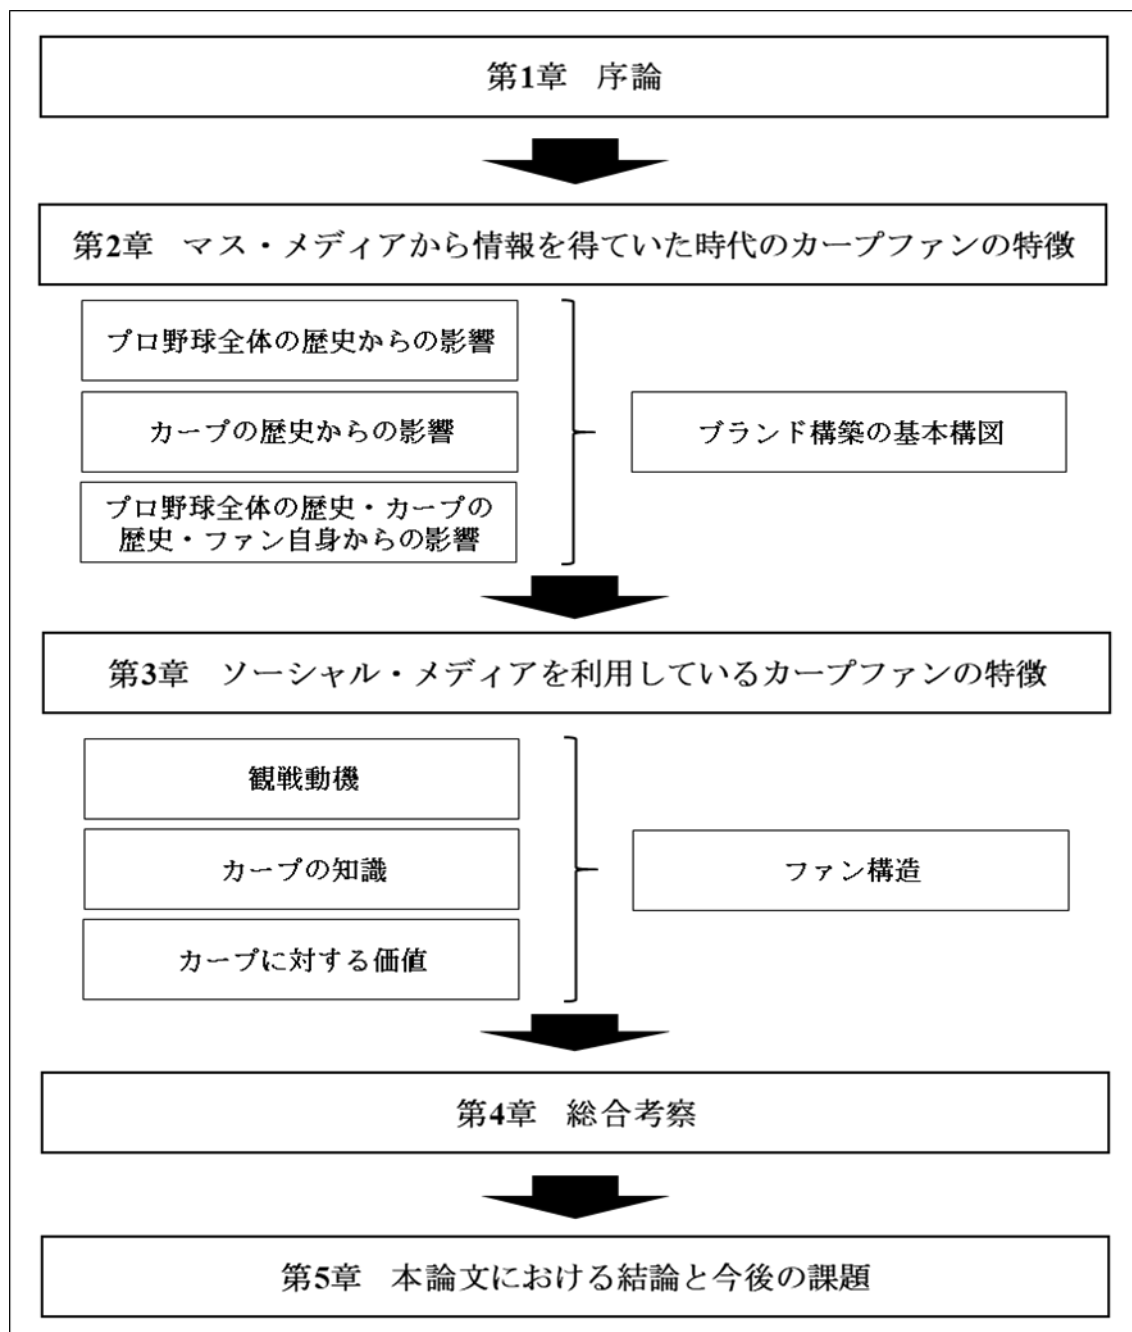 第1章 序論
第2章 マス・メディアから情報を得ていた時代のカープファンの特徴
プロ野球全体の歴史からの影響
カープの歴史からの影響
プロ野球全体の歴史・カープの
歴史・ファン自身からの影響
ブランド構築の基本構図
第3章 ソーシャル・メディアを利用しているカープファンの特徴
観戦動機
カープの知識
カープに対する価値
ファン構造
第4章 総合考察
第5章 本論文における結論と今後の課題